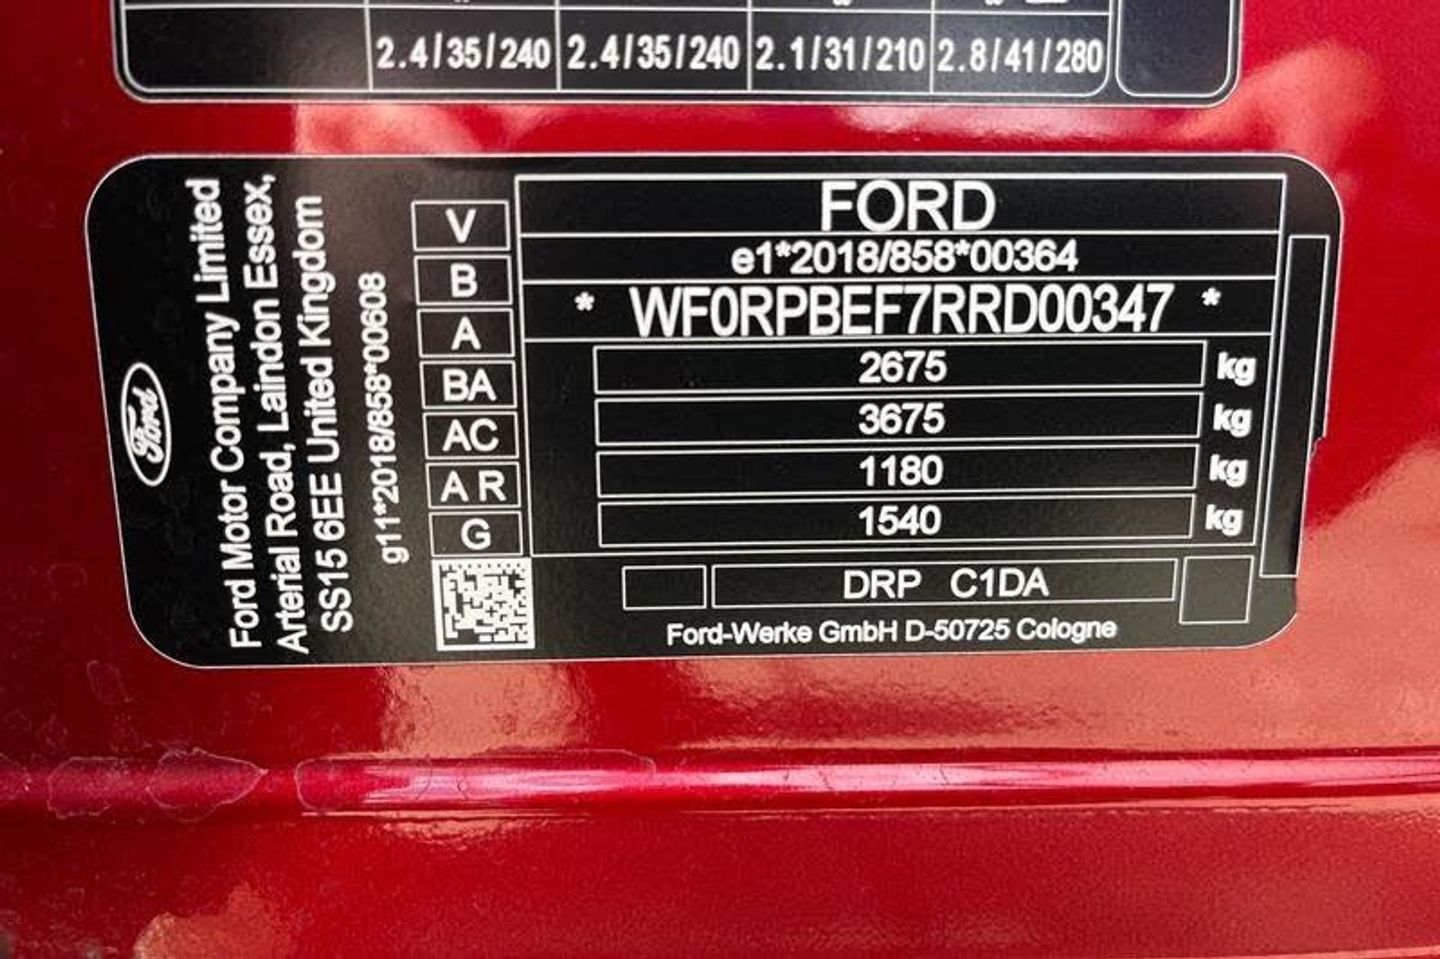 2.4/35/240 2.4/35/240 2.1/31/210 2.8/41/280
Ford
Ford Motor Company Limited
Arterial Road, Laindon Essex,
SS15 6EE United Kingdom
g11*2018/858*00608
V
B
A
BA
AC
A R
G
FORD
e1*2018/858*00364
* WF0RPBEF7RRD00347 *
2675 kg
3675 kg
1180 kg
1540 kg
DRP C1DA
Ford-Werke GmbH D-50725 Cologne